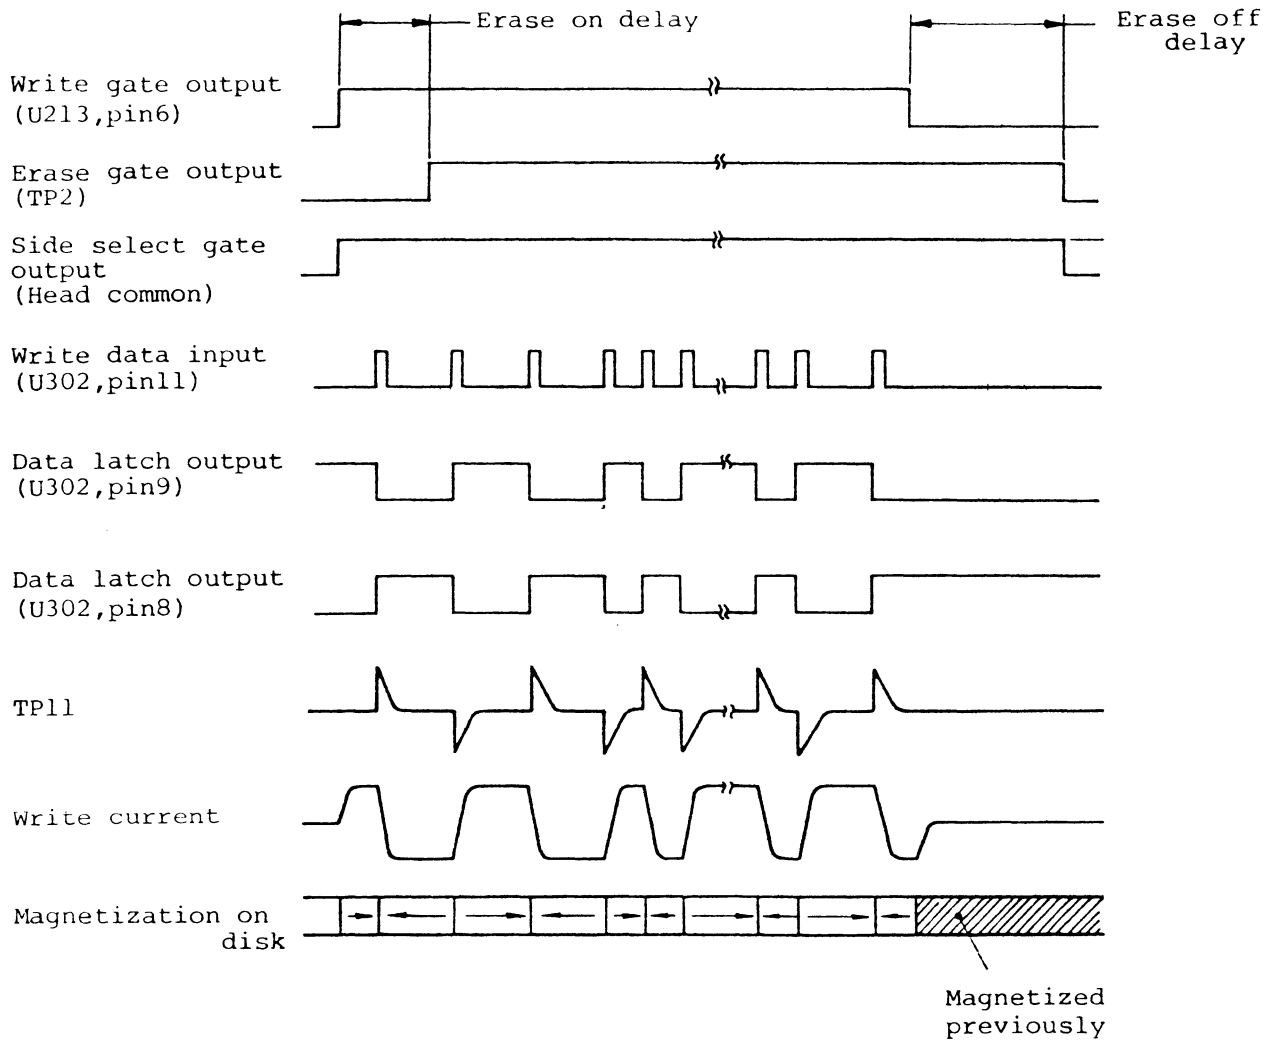 Erase on delay
Erase off
delay
Write gate output
(U213,pin6)
Erase gate output
(TP2)
Side select gate
output
(Head common)
Write data input
(U302,pin11)
Data latch output
(U302,pin9)
Data latch output
(U302,pin8)
TP11
Write current
Magnetization on
disk
Magnetized
previously